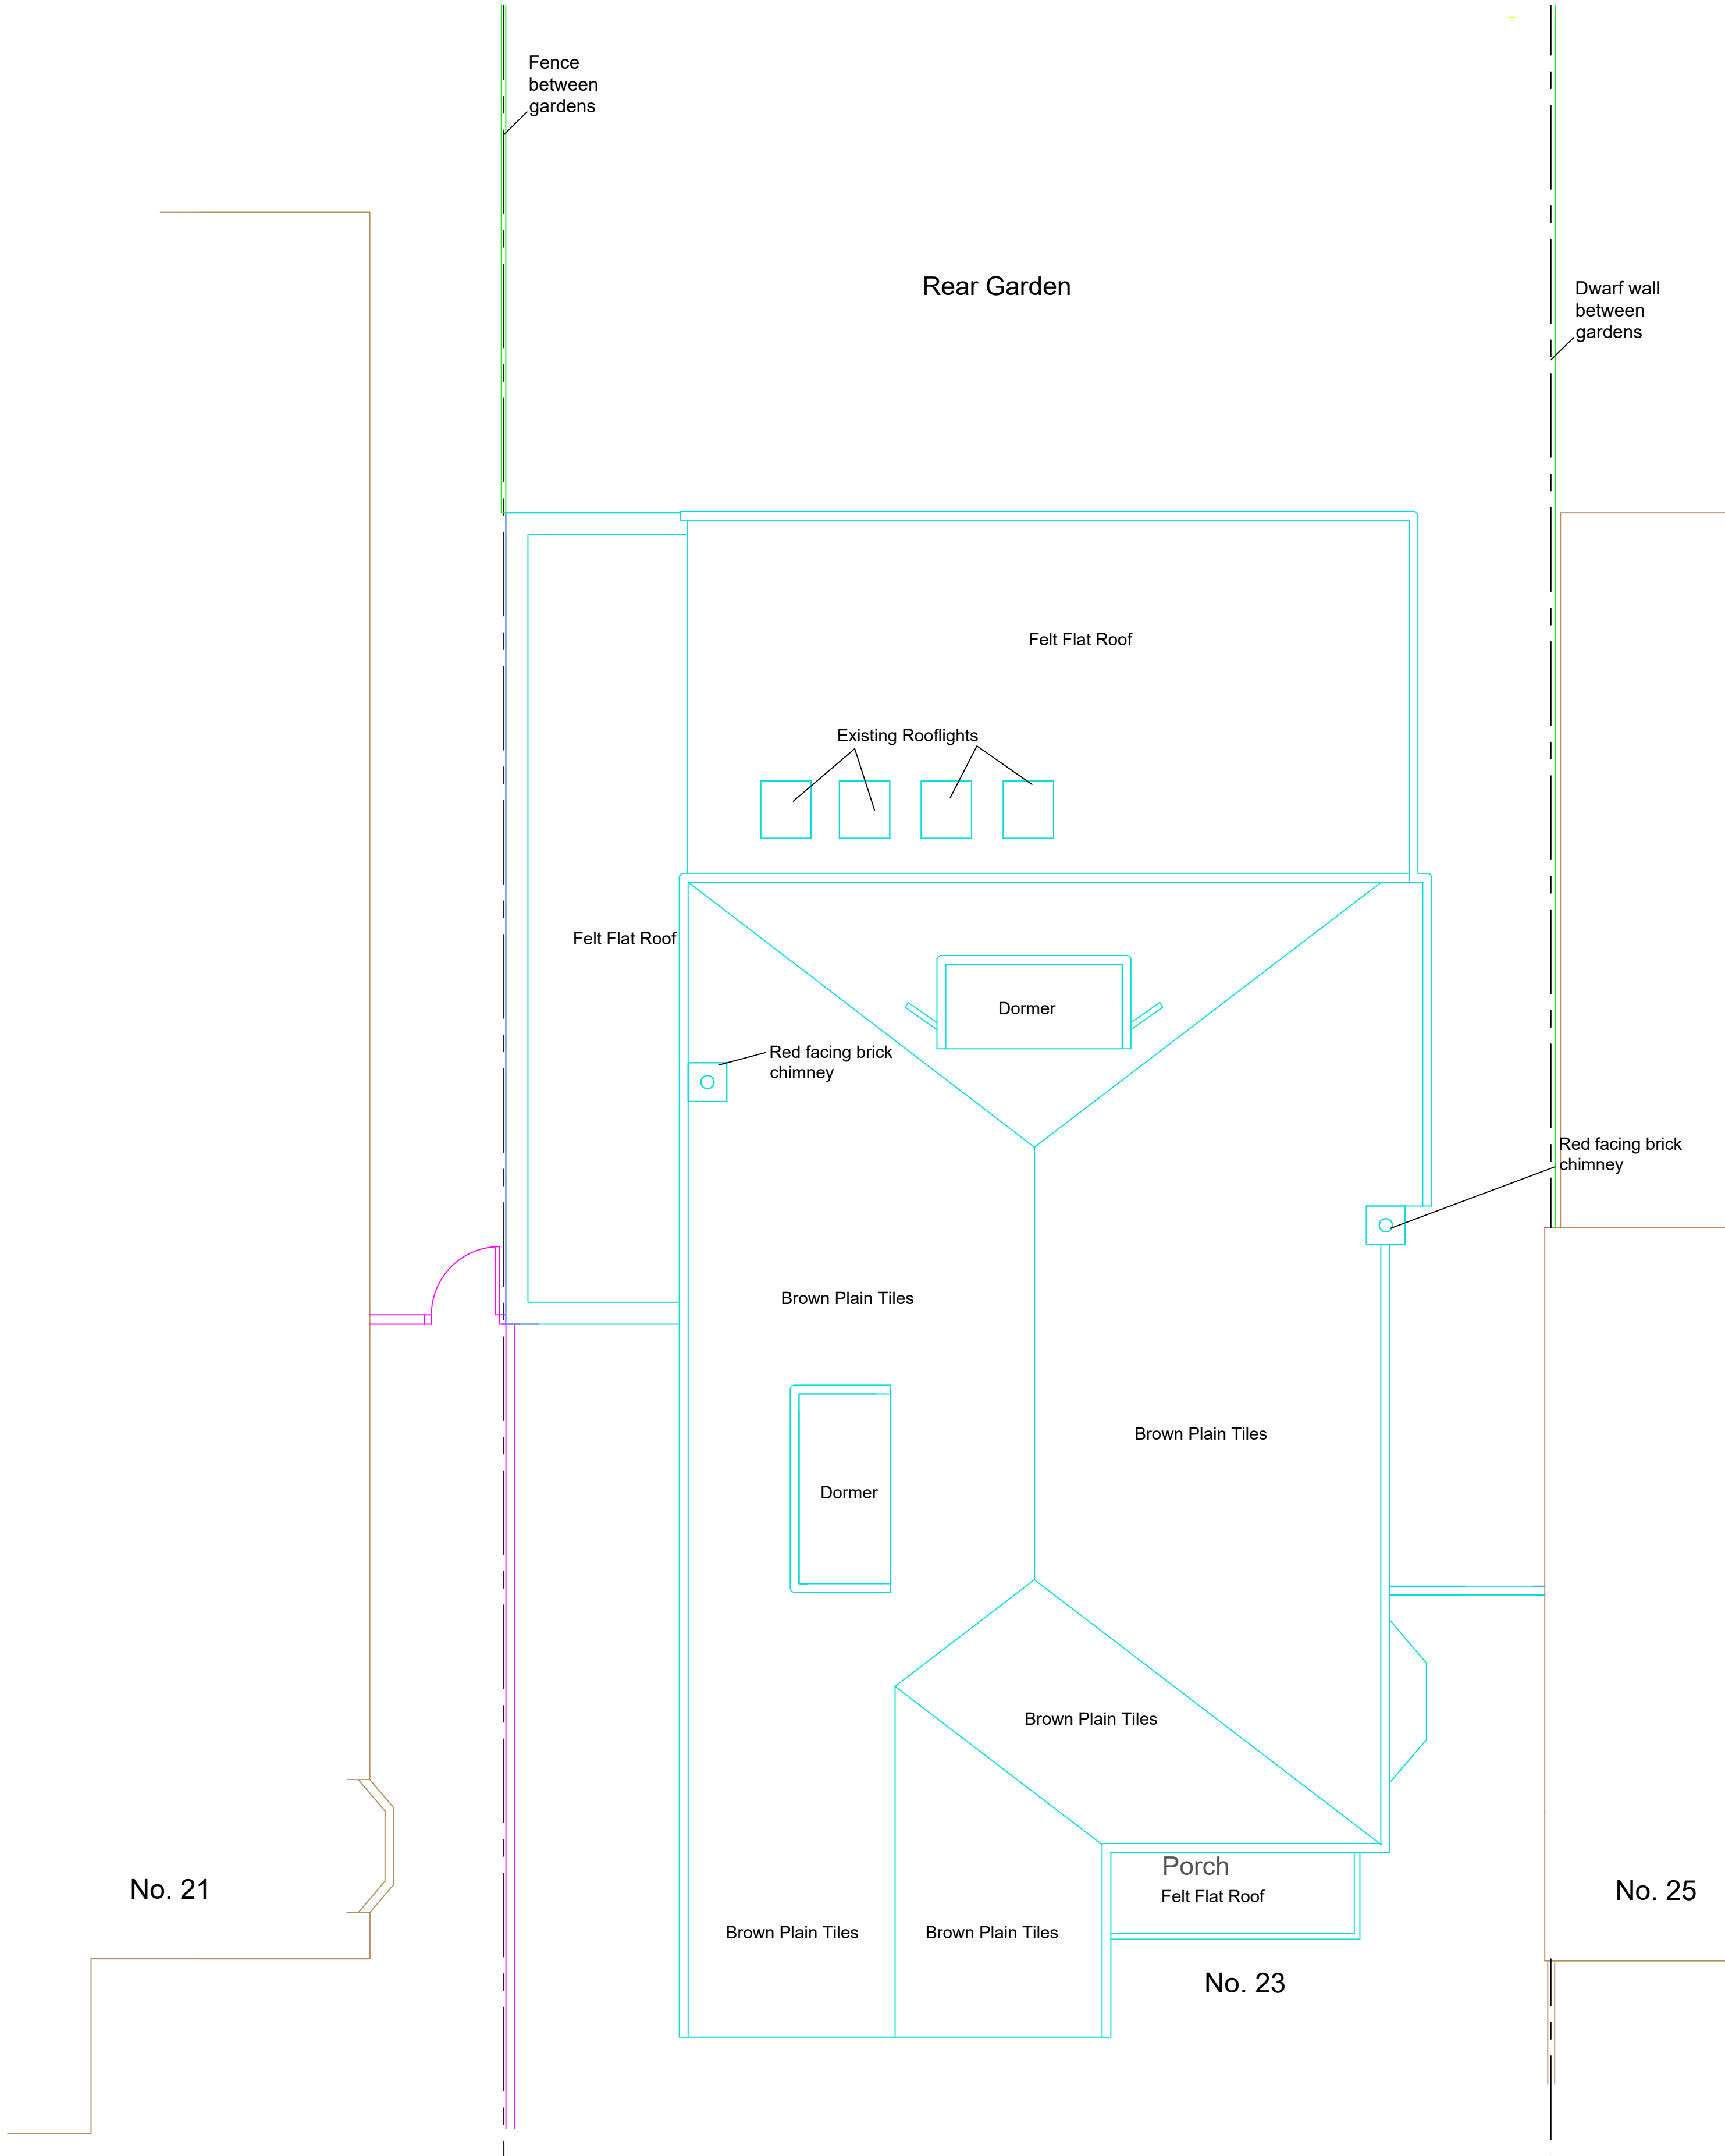 Fence
between
gardens
Rear Garden
Dwarf wall
between
gardens
Felt Flat Roof
Existing Rooflights
Felt Flat Roof
Dormer
Red facing brick
chimney
Red facing brick
chimney
Brown Plain Tiles
Brown Plain Tiles
Dormer
Brown Plain Tiles
Porch
Felt Flat Roof
No. 21
No. 25
Brown Plain Tiles
Brown Plain Tiles
No. 23